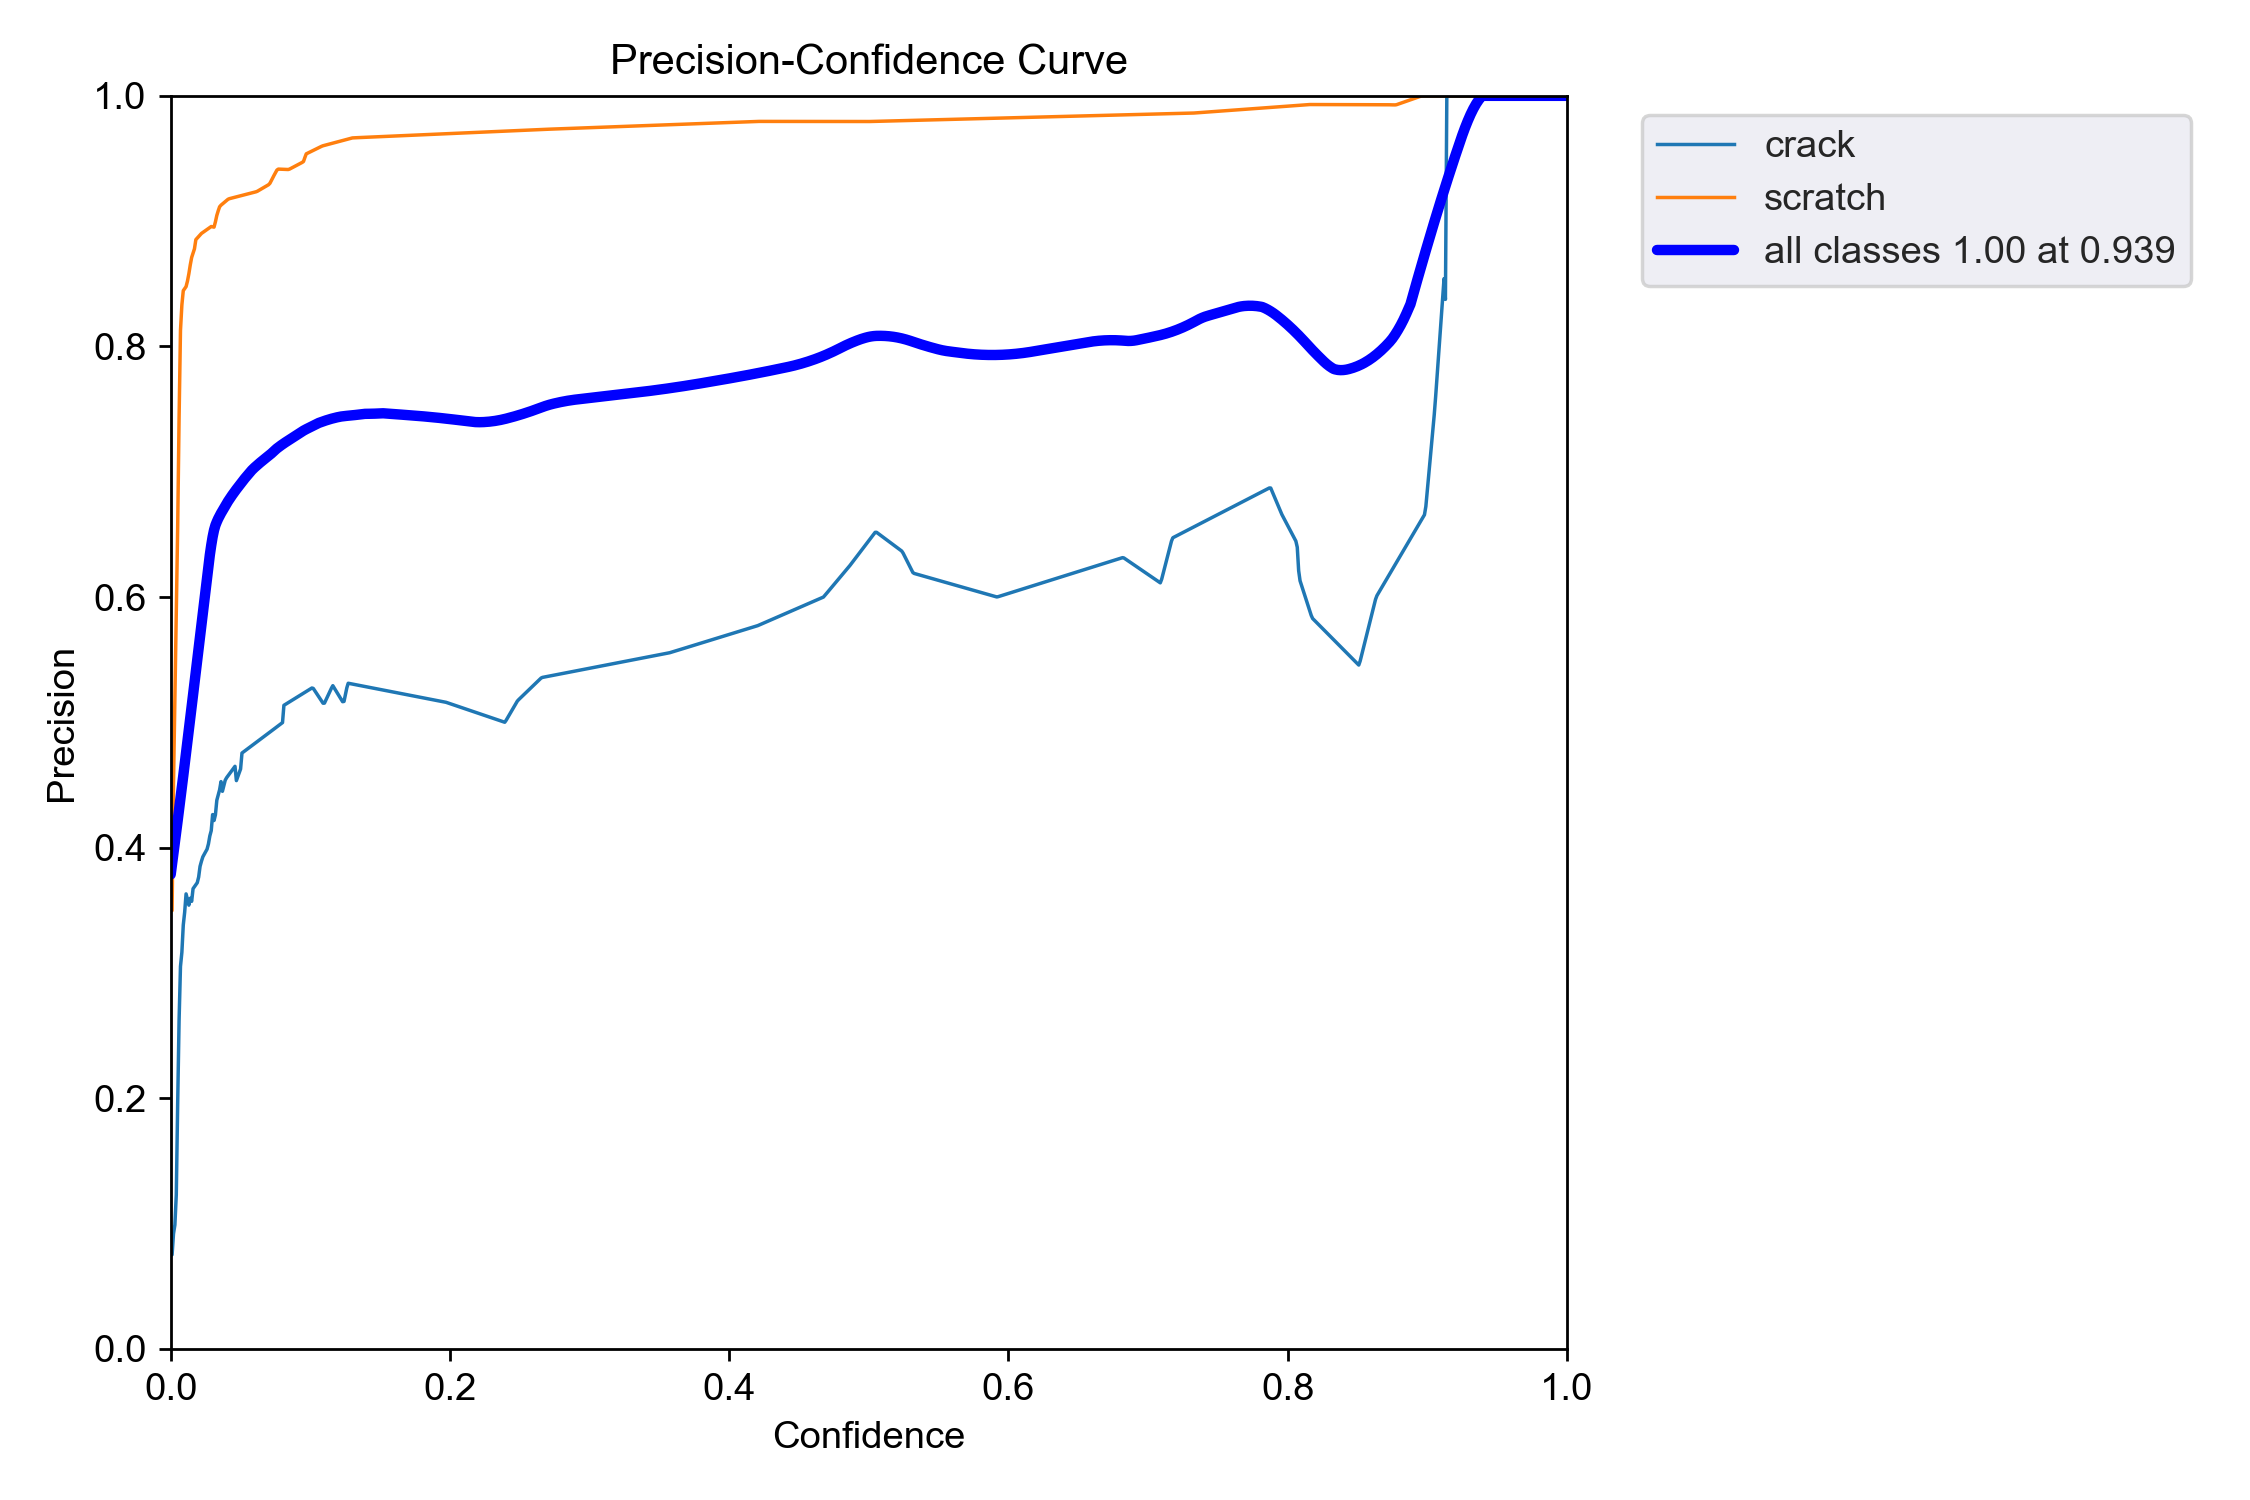 Precision-Confidence Curve
1.0
0.8
0.6
0.4
0.2
0.0
Precision
0.0 0.2 0.4 0.6 0.8 1.0
Confidence
crack
scratch
all classes 1.00 at 0.939